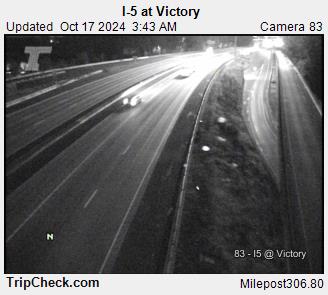 I-5 at Victory
Updated Oct 17 2024 3:43 AM Camera 83
T
N
83 - I5 @ Victory
TripCheck.com Milepost306.80